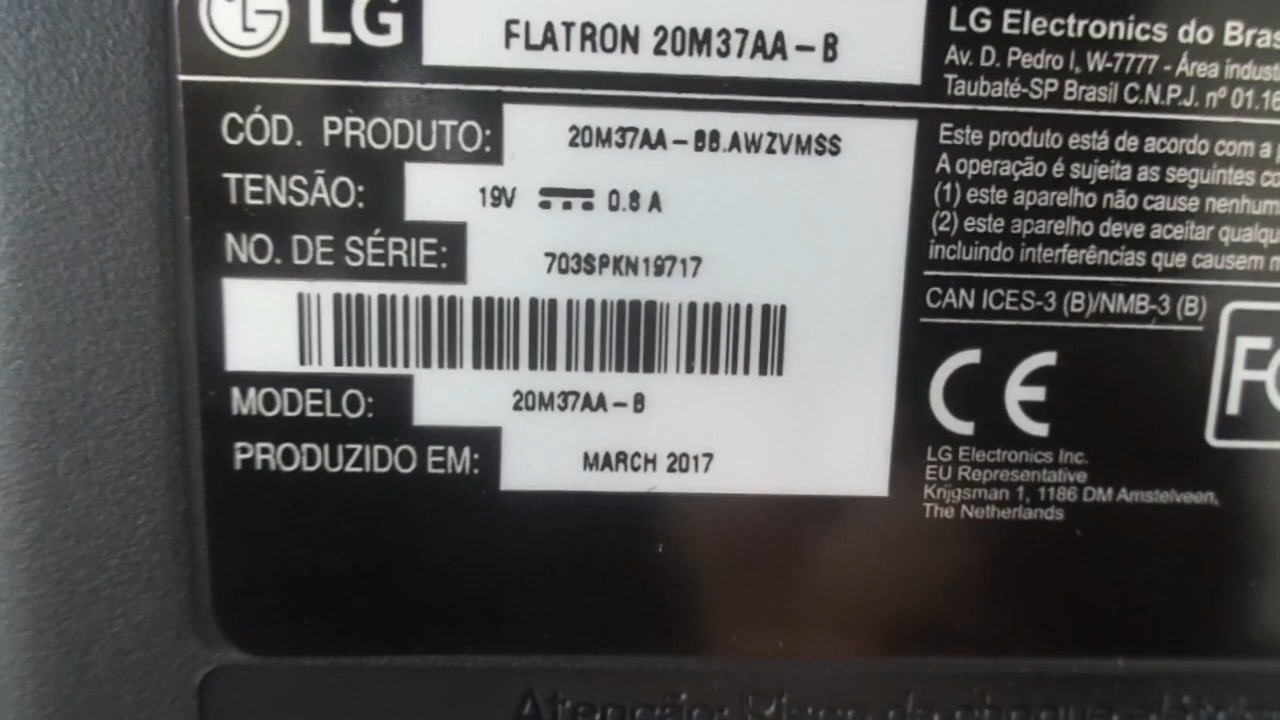 LG
FLATRON 20M37AA-B
LG Electronics do Bras
Av. D. Pedro I, W-7777 - Área indust
Taubaté-SP Brasil C.N.P.J. nº 01.16
CÓD. PRODUTO: 20M37AA-BB.AWZVMSS
TENSÃO: 19V 0.8 A
NO. DE SÉRIE: 703SPKN19717
MODELO: 20M37AA-B
PRODUZIDO EM: MARCH 2017
Este produto está de acordo com a
A operação é sujeita as seguintes co
(1) este aparelho não cause nenhum
(2) este aparelho deve aceitar qualqu
incluindo interferências que causem
CAN ICES-3 (B)/NMB-3 (B)
CE
FC
LG Electronics Inc.
EU Representative
Krijgsman 1, 1186 DM Amstelveen,
The Netherlands
Atenção: